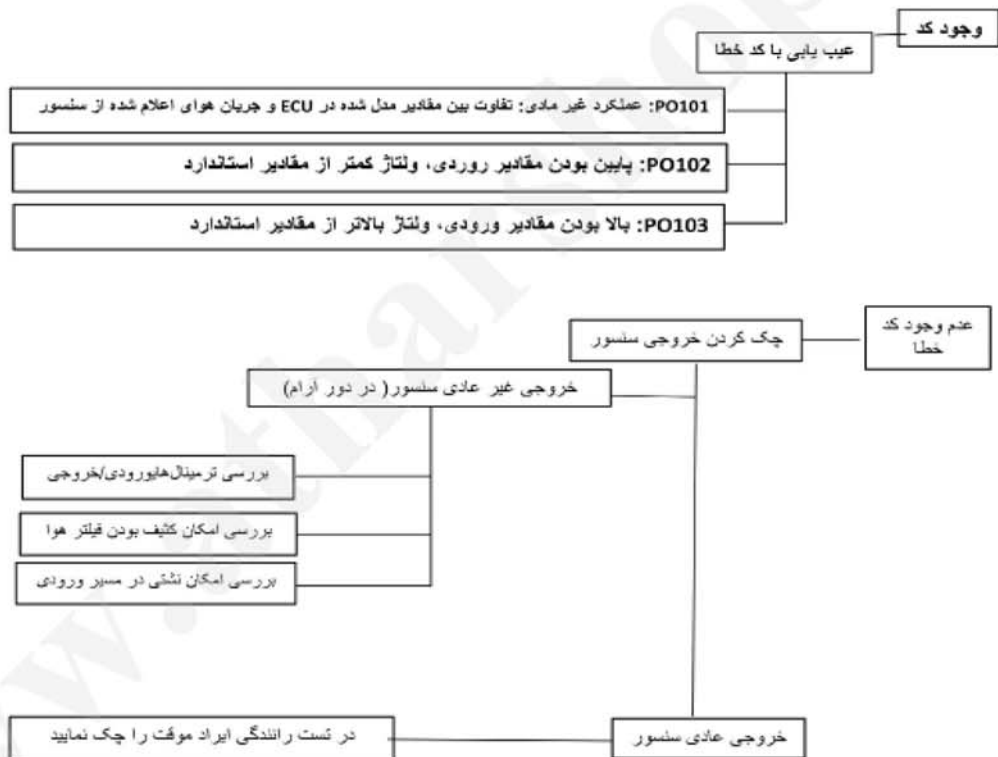 وجود کد
عیب یابی با کد خطا
PO101: عملکرد غیر عادی: تفاوت بین مقادیر مدل شده در ECU و جریان هوای اعلام شده از سنسور
PO102: پایین بودن مقادیر روردی، ولتاژ کمتر از مقادیر استاندارد
PO103: بالا بودن مقادیر ورودی، ولتاژ بالاتر از مقادیر استاندارد
عدم وجود کد
خطا
چک کردن خروجی سنسور
خروجی غیر عادی سنسور( در دور آرام)
بررسی ترمینال‌هایورودی/خروجی
بررسی امکان کثیف بودن فیلتر هوا
بررسی امکان نشتی در مسیر ورودی
خروجی عادی سنسور
در تست رانندگی ایراد موقت را چک نمایید